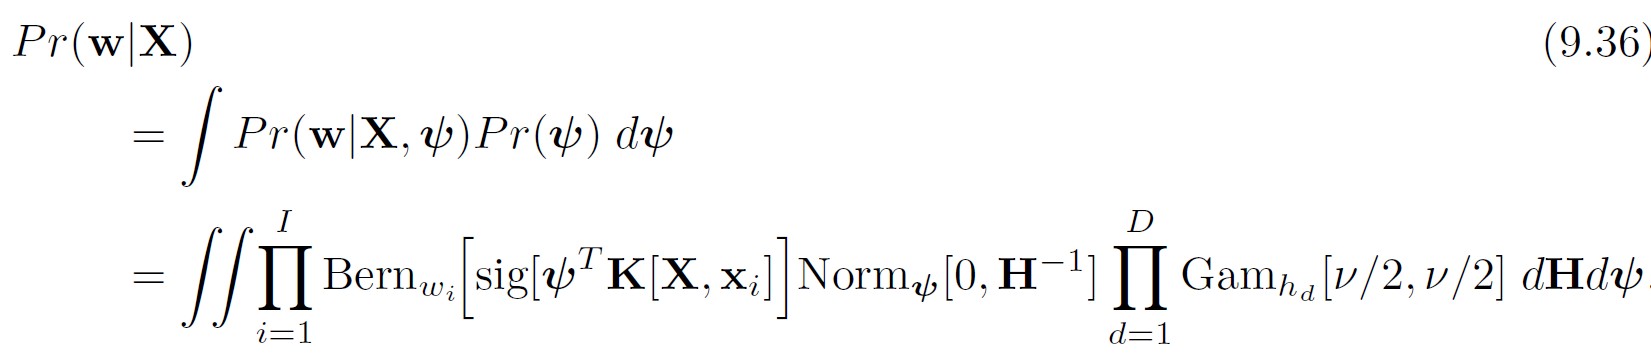 Pr(𝐰|𝐗) (9.36)
= ∫ Pr(𝐰|𝐗, 𝝍)Pr(𝝍) d𝝍
= ∫∫ ∏_{i=1}^{I} Bern_{w_i}[sig[𝝍^T 𝐊[𝐗, 𝐱_i]] Norm_𝝍[0, 𝐇^{−1}] ∏_{d=1}^{D} Gam_{h_d}[ν/2, ν/2] d𝐇d𝝍.